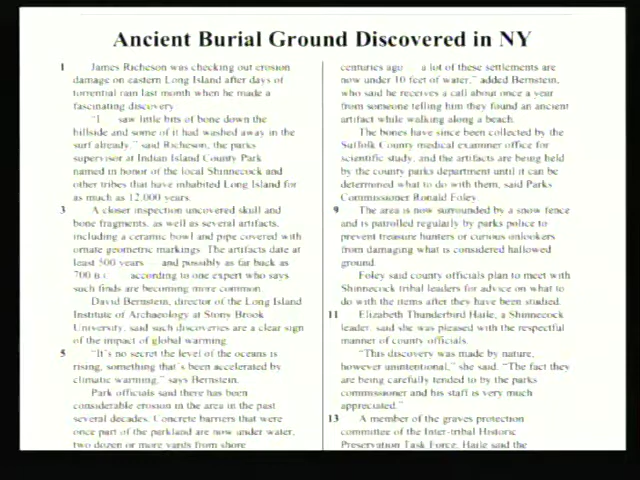 Ancient Burial Ground Discovered in NY
1 James Richeson was checking out erosion
damage on eastern Long Island after days of
torrential rain last month when he made a
fascinating discovery
"I saw little bits of bone down the
hillside and some of it had washed away in the
surf already," said Richeson, the parks
supervisor at Indian Island County Park
named in honor of the local Shinnecock and
other tribes that have inhabited Long Island for
as much as 12,000 years.
3 A closer inspection uncovered skull and
bone fragments, as well as several artifacts,
including a ceramic bowl and pipe covered with
ornate geometric markings. The artifacts date at
least 500 years and possibly as far back as
700 B.C. according to one expert who says
such finds are becoming more common.
David Bernstein, director of the Long Island
Institute of Archaeology at Stony Brook
University, said such discoveries are a clear sign
of the impact of global warming.
5 "It's no secret the level of the oceans is
rising, something that's been accelerated by
climatic warming," says Bernstein.
Park officials said there has been
considerable erosion in the area in the past
several decades. Concrete barriers that were
once part of the parkland are now under water,
two dozen or more yards from shore
centuries ago a lot of these settlements are
now under 10 feet of water," added Bernstein,
who said he receives a call about once a year
from someone telling him they found an ancient
artifact while walking along a beach.
The bones have since been collected by the
Suffolk County medical examiner office for
scientific study, and the artifacts are being held
by the county parks department until it can be
determined what to do with them, said Parks
Commissioner Ronald Foley.
9 The area is now surrounded by a snow fence
and is patrolled regularly by parks police to
prevent treasure hunters or curious onlookers
from damaging what is considered hallowed
ground.
Foley said county officials plan to meet with
Shinnecock tribal leaders for advice on what to
do with the items after they have been studied.
11 Elizabeth Thunderbird Haile, a Shinnecock
leader, said she was pleased with the respectful
manner of county officials.
"This discovery was made by nature,
however unintentional," she said. "The fact they
are being carefully tended to by the parks
commissioner and his staff is very much
appreciated."
13 A member of the graves protection
committee of the Inter-tribal Historic
Preservation Task Force, Haile said the